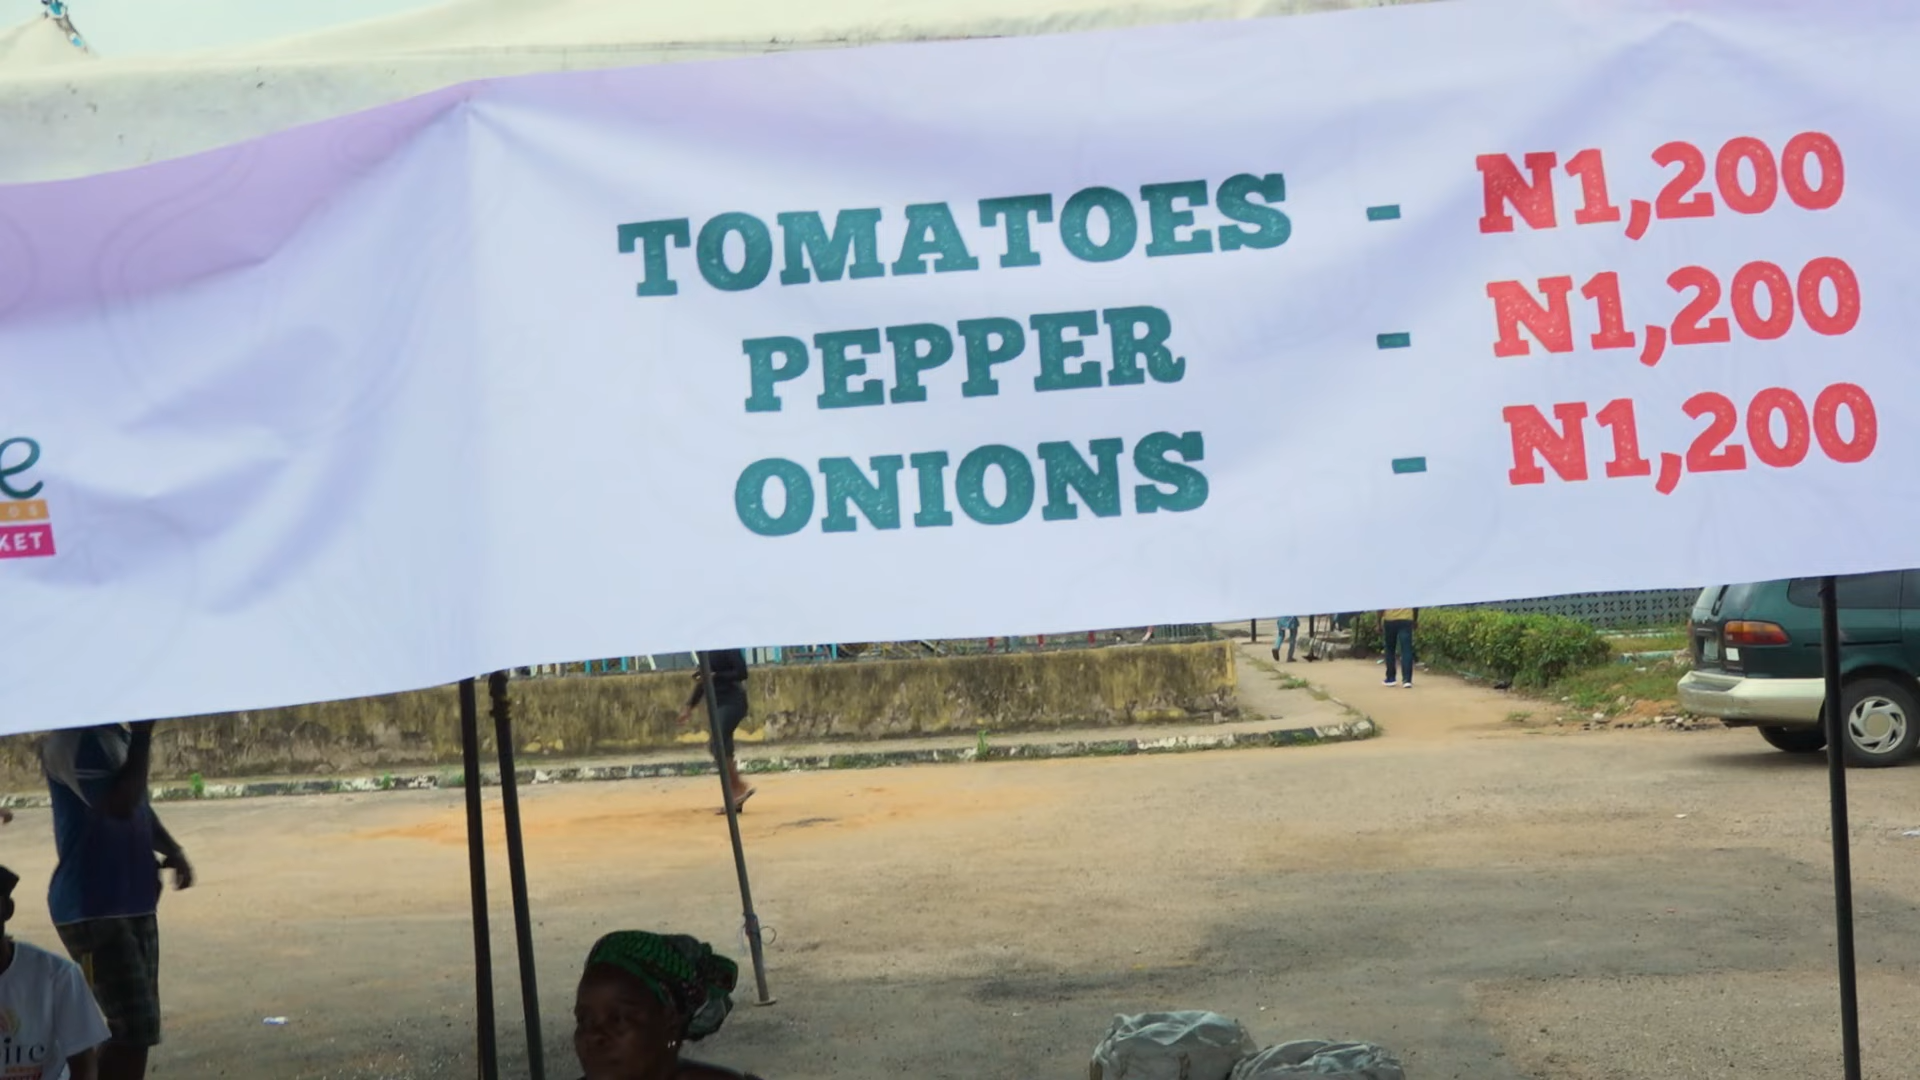 TOMATOES - N1,200
PEPPER - N1,200
ONIONS - N1,200